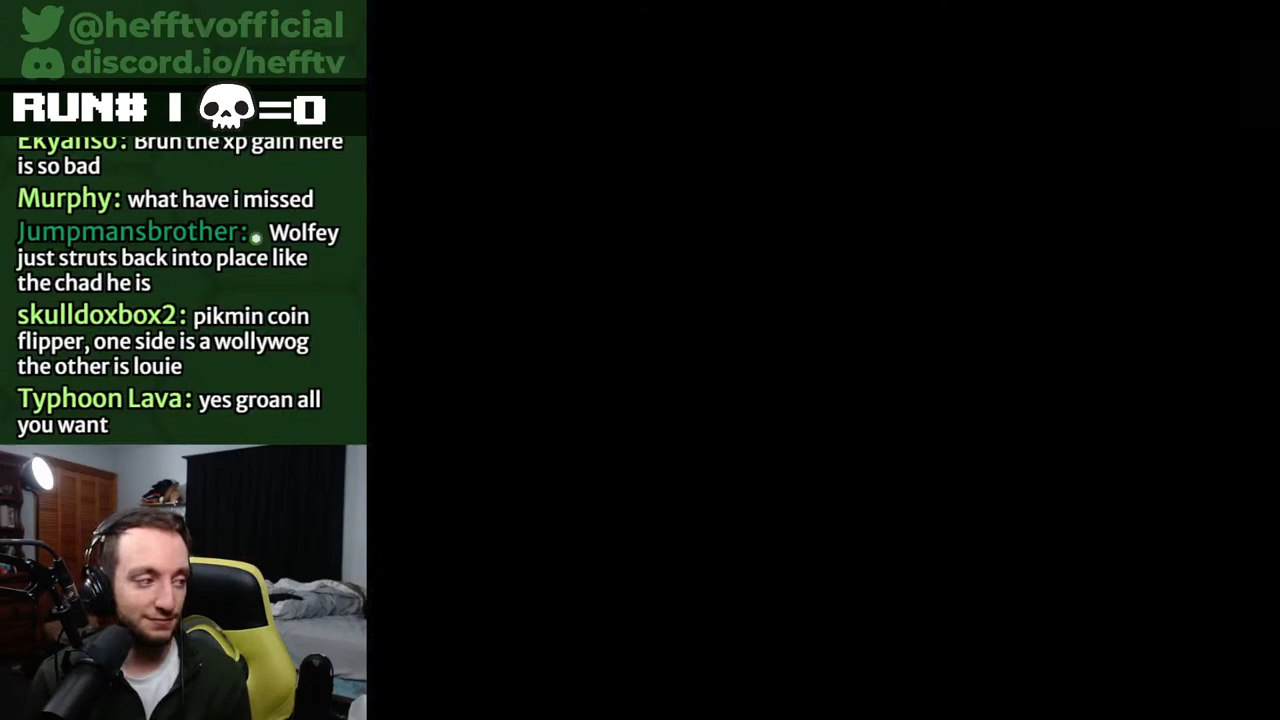 @hefftvofficial
discord.io/hefftv
RUN# 1 =0
Ekyanso: Bruh the xp gain here
is so bad
Murphy: what have i missed
Jumpmansbrother: Wolfey
just struts back into place like
the chad he is
skulldoxbox2: pikmin coin
flipper, one side is a wollywog
the other is louie
Typhoon Lava: yes groan all
you want